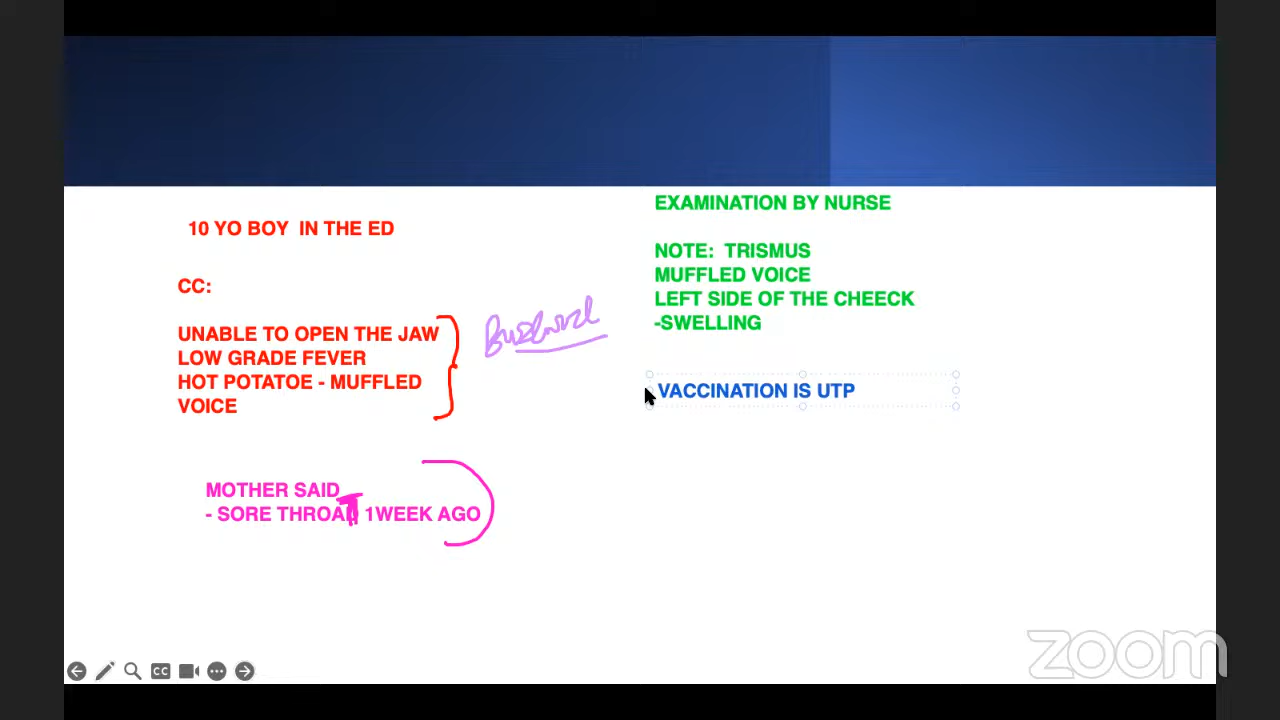 10 YO BOY IN THE ED
CC:
UNABLE TO OPEN THE JAW
LOW GRADE FEVER
HOT POTATOE - MUFFLED
VOICE
Buzzword
MOTHER SAID
- SORE THROAT 1WEEK AGO
EXAMINATION BY NURSE
NOTE: TRISMUS
MUFFLED VOICE
LEFT SIDE OF THE CHEECK
-SWELLING
VACCINATION IS UTP
CC
zoom